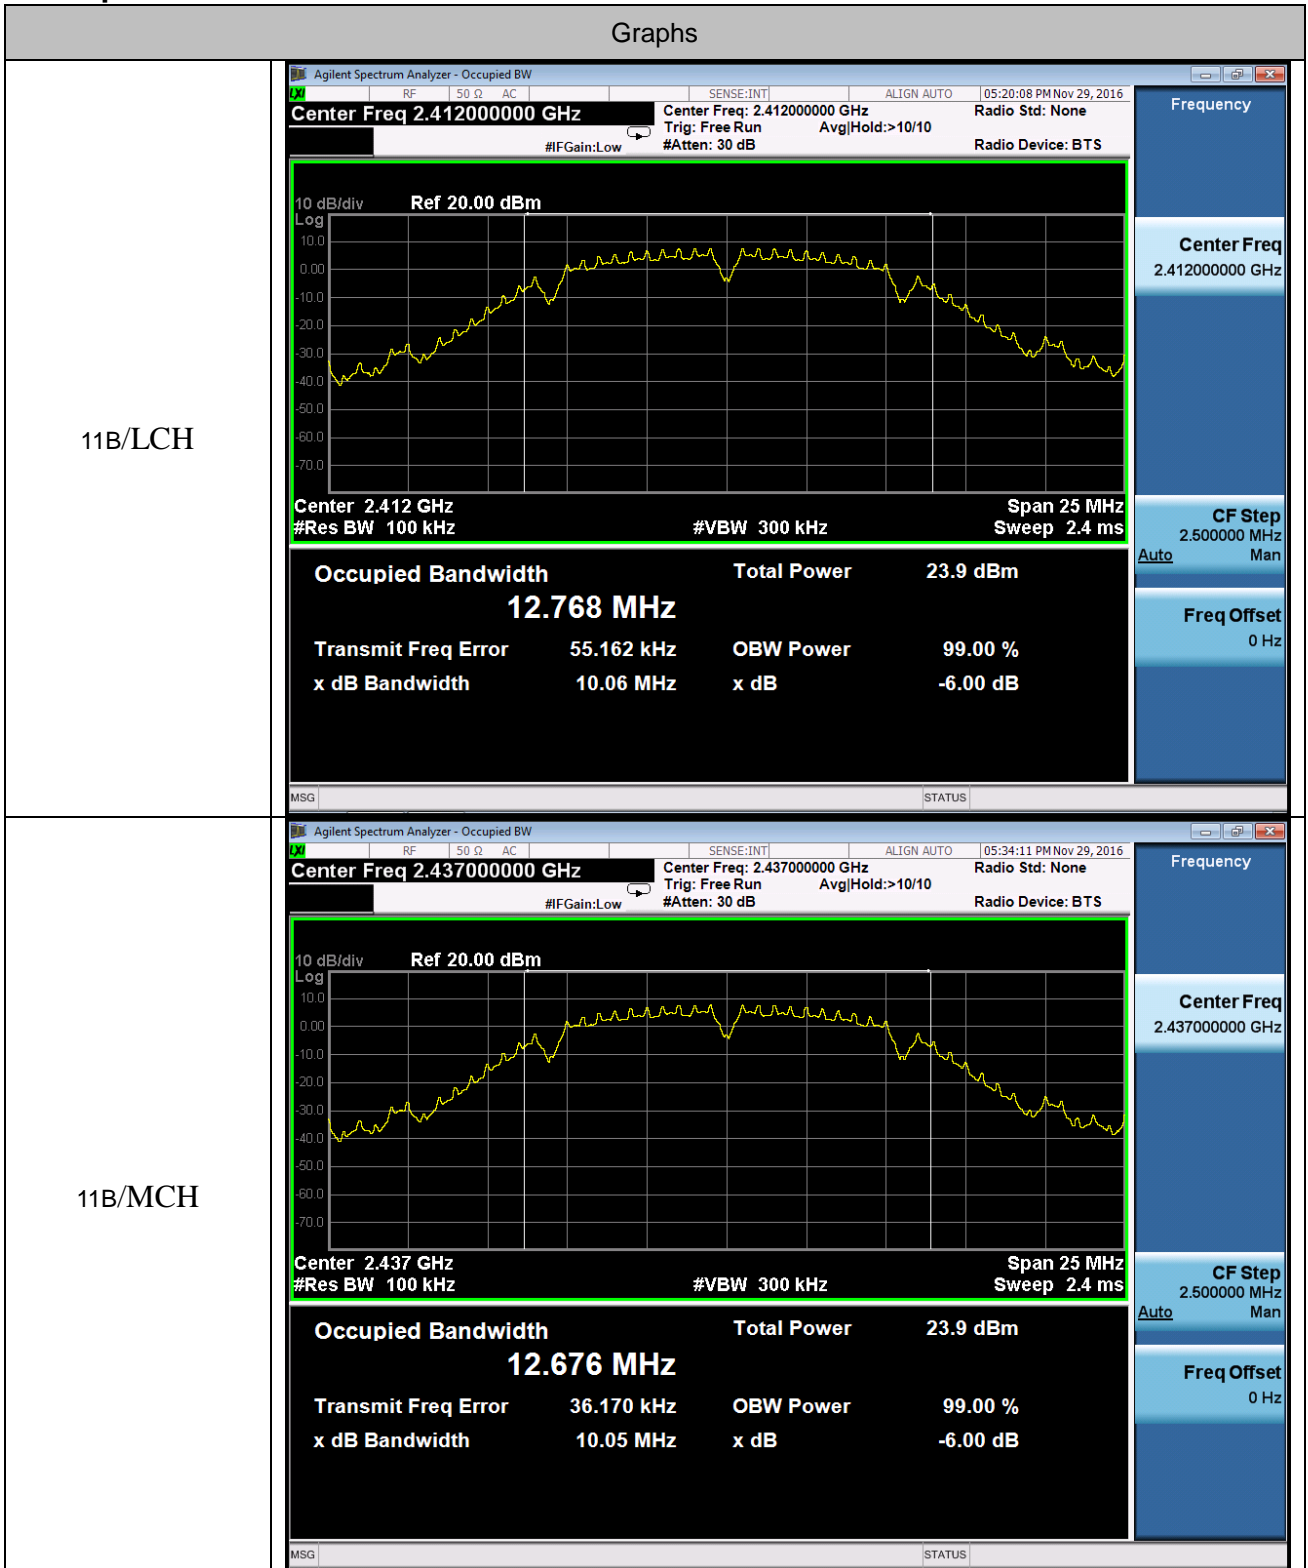 Graphs
11B/LCH
Agilent Spectrum Analyzer - Occupied BW
LXI RF 50 Ω AC SENSE:INT ALIGN AUTO 05:20:08 PM Nov 29, 2016
Center Freq 2.412000000 GHz
Center Freq: 2.412000000 GHz
Radio Std: None
Trig: Free Run Avg|Hold:>10/10
#IFGain:Low
#Atten: 30 dB
Radio Device: BTS
10 dB/div Ref 20.00 dBm
Log
10.0
0.00
-10.0
-20.0
-30.0
-40.0
-50.0
-60.0
-70.0
Center 2.412 GHz Span 25 MHz
#Res BW 100 kHz #VBW 300 kHz Sweep 2.4 ms
Occupied Bandwidth Total Power 23.9 dBm
12.768 MHz
Transmit Freq Error 55.162 kHz OBW Power 99.00 %
x dB Bandwidth 10.06 MHz x dB -6.00 dB
MSG STATUS
Frequency
Center Freq
2.412000000 GHz
CF Step
2.500000 MHz
Auto Man
Freq Offset
0 Hz
11B/MCH
Agilent Spectrum Analyzer - Occupied BW
LXI RF 50 Ω AC SENSE:INT ALIGN AUTO 05:34:11 PM Nov 29, 2016
Center Freq 2.437000000 GHz
Center Freq: 2.437000000 GHz
Radio Std: None
Trig: Free Run Avg|Hold:>10/10
#IFGain:Low
#Atten: 30 dB
Radio Device: BTS
10 dB/div Ref 20.00 dBm
Log
10.0
0.00
-10.0
-20.0
-30.0
-40.0
-50.0
-60.0
-70.0
Center 2.437 GHz Span 25 MHz
#Res BW 100 kHz #VBW 300 kHz Sweep 2.4 ms
Occupied Bandwidth Total Power 23.9 dBm
12.676 MHz
Transmit Freq Error 36.170 kHz OBW Power 99.00 %
x dB Bandwidth 10.05 MHz x dB -6.00 dB
MSG STATUS
Frequency
Center Freq
2.437000000 GHz
CF Step
2.500000 MHz
Auto Man
Freq Offset
0 Hz